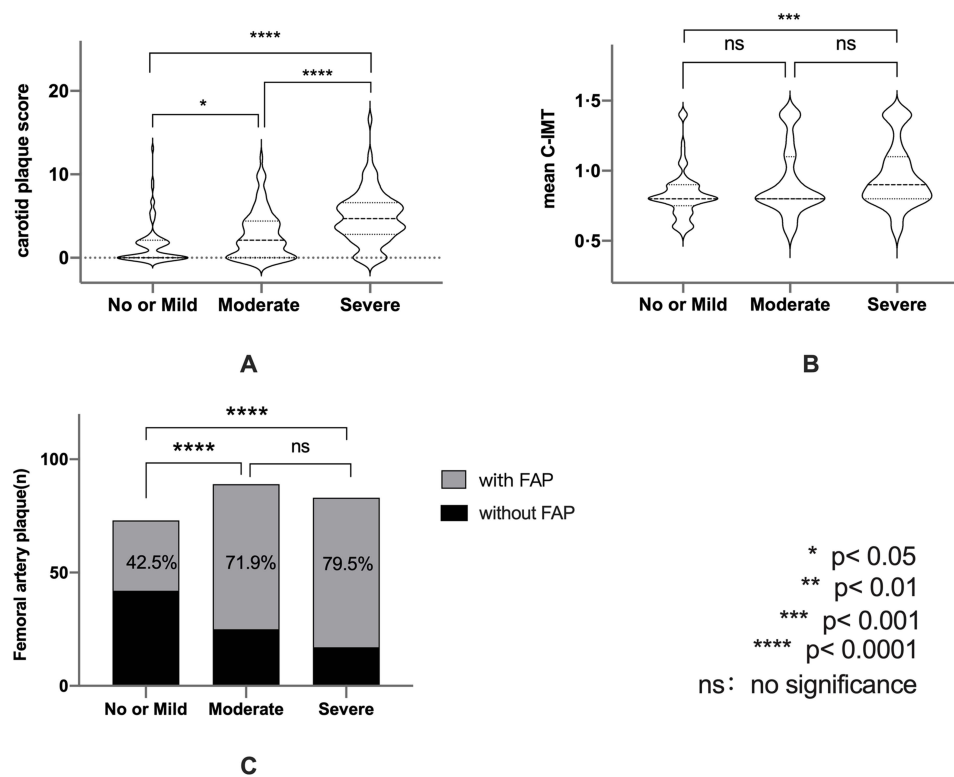 ****
****
*
carotid plaque score
20
10
0
No or Mild Moderate Severe
A
***
ns ns
mean C-IMT
1·5
1·0
0·5
No or Mild Moderate Severe
B
****
****
ns
Femoral artery plaque(n)
100
50
0
42.5% 71.9% 79.5%
No or Mild Moderate Severe
C
with FAP
without FAP
* p< 0.05
** p< 0.01
*** p< 0.001
**** p< 0.0001
ns: no significance